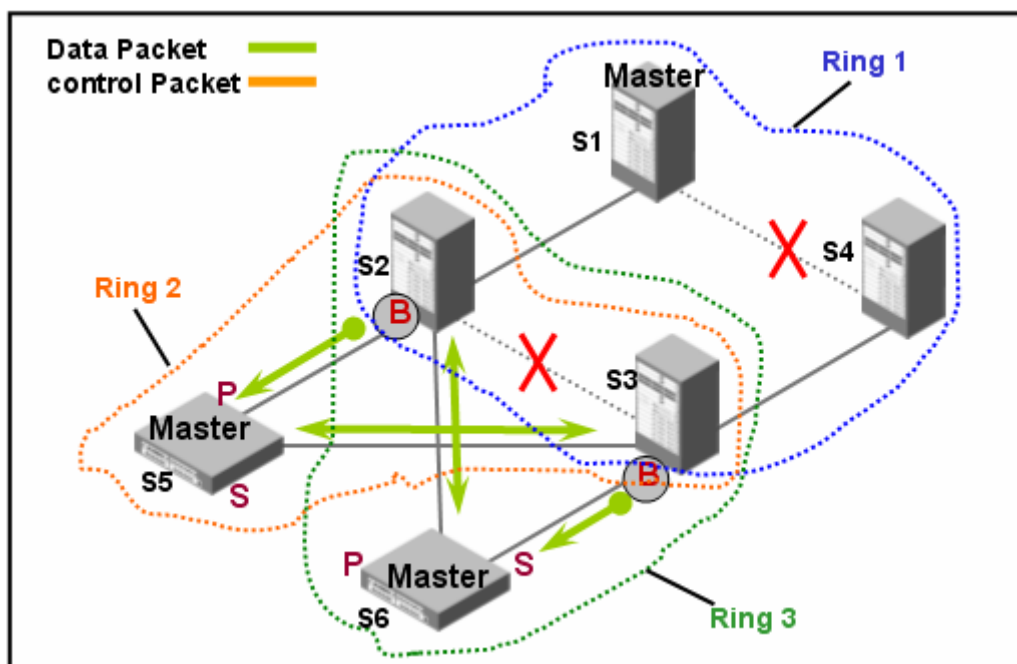 Data Packet
control Packet
Ring 1
Master
S1
S4
S2
Ring 2
B
S3
P
Master
S5
S
B
P
Master
S
S6
Ring 3